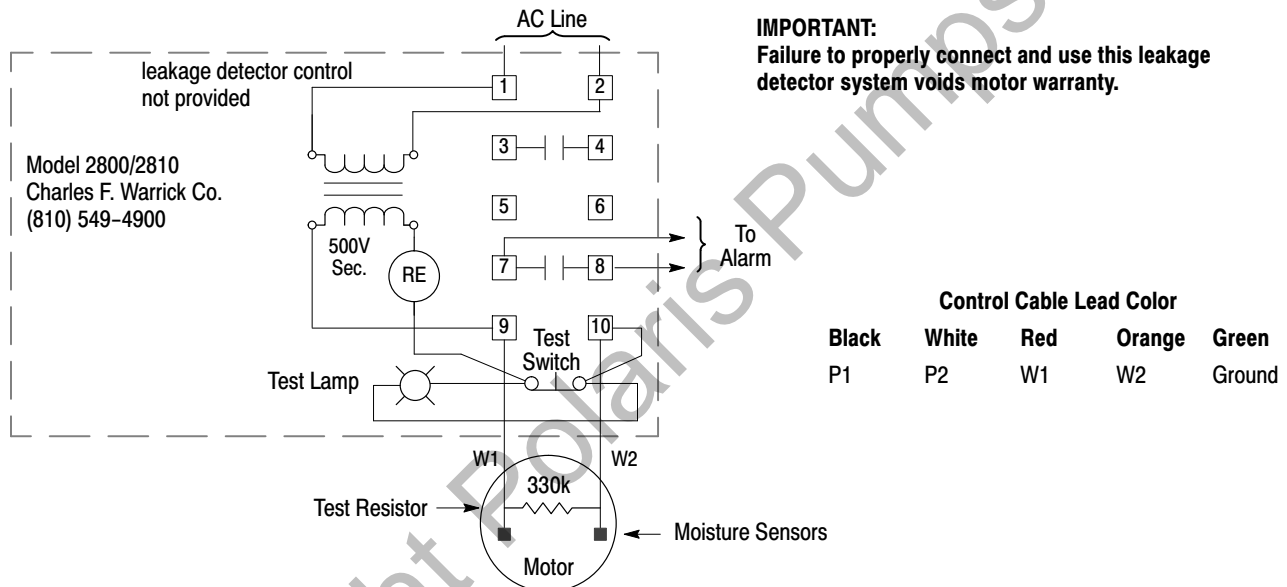 AC Line
IMPORTANT:
Failure to properly connect and use this leakage
detector system voids motor warranty.
leakage detector control
not provided
1
2
3
4
Model 2800/2810
Charles F. Warrick Co.
(810) 549-4900
5
6
500V
Sec.
RE
7
8
To
Alarm
9
10
Test
Switch
Test Lamp
Control Cable Lead Color
Black White Red Orange Green
P1 P2 W1 W2 Ground
W1
W2
330k
Test Resistor
Moisture Sensors
Motor
ht Polaris Pumps